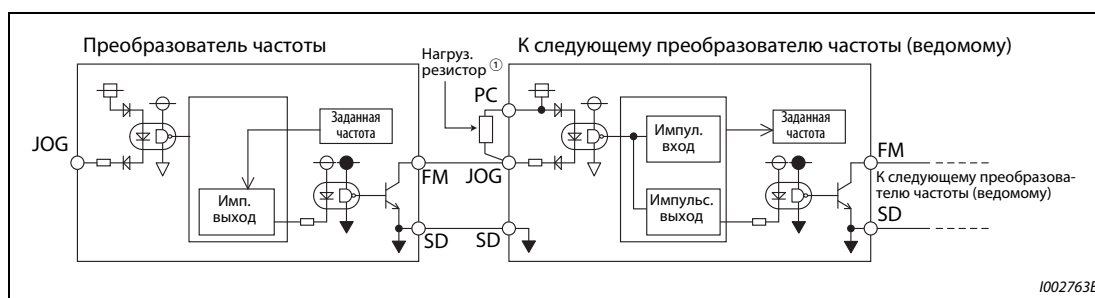 Преобразователь частоты
К следующему преобразователю частоты (ведомому)
Нагруз.
резистор ①
PC
JOG
Заданная
частота
Имп.
выход
FM
JOG
SD
SD
Импул.
вход
Импульс.
выход
Заданная
частота
FM
К следующему преобразова-
телю частоты (ведомому)
SD
I002763E